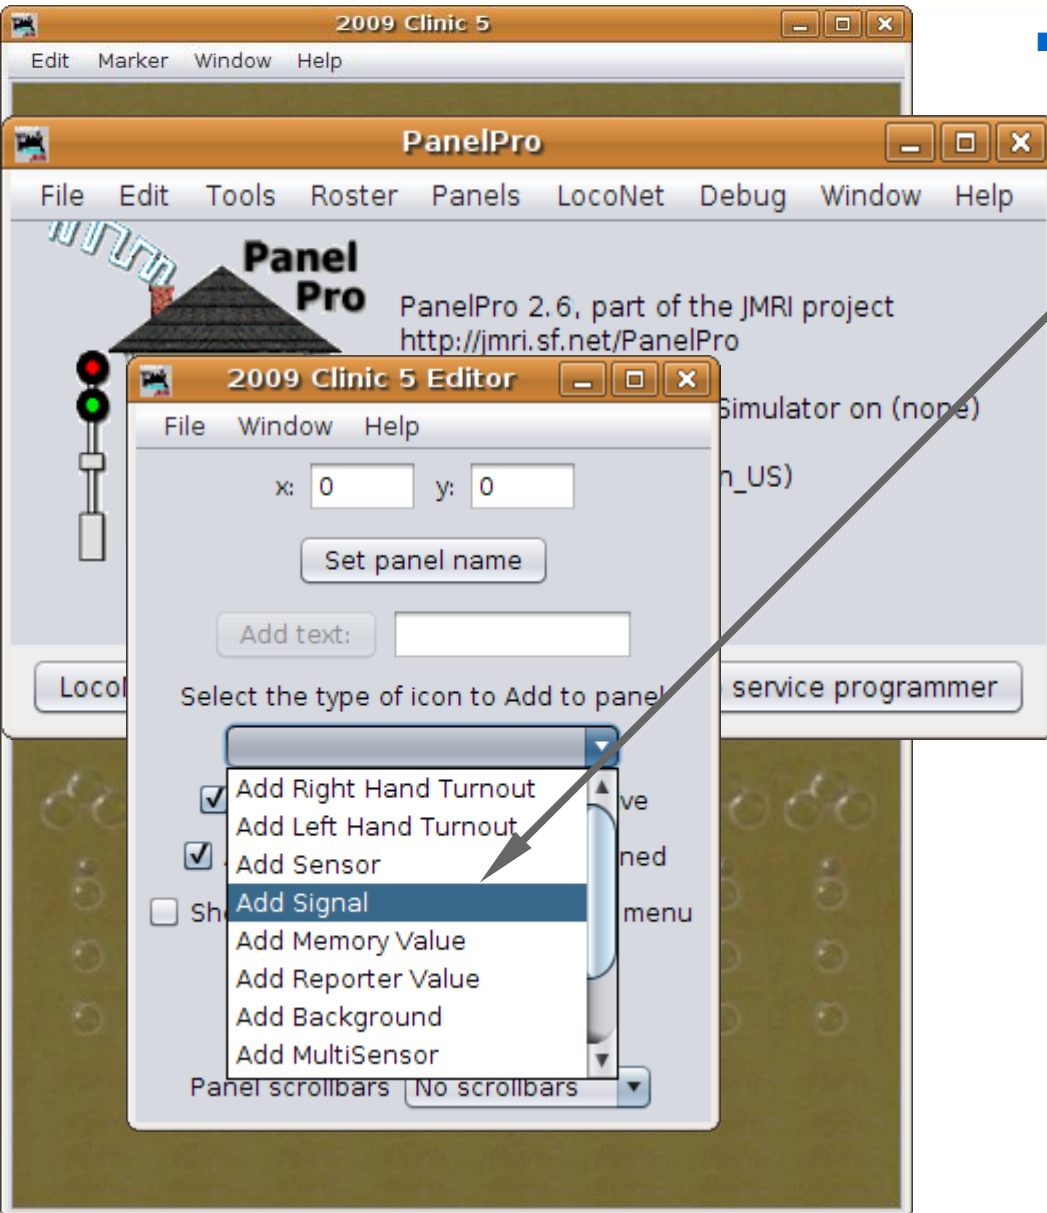 2009 Clinic 5
Edit Marker Window Help
PanelPro
File Edit Tools Roster Panels LocoNet Debug Window Help
Panel
Pro
PanelPro 2.6, part of the JMRI project
http://jmri.sf.net/PanelPro
Simulator on (none)
n_US)
service programmer
2009 Clinic 5 Editor
File Window Help
x: 0 y: 0
Set panel name
Add text:
Select the type of icon to Add to panel
Add Right Hand Turnout
Add Left Hand Turnout
Add Sensor
Add Signal
Add Memory Value
Add Reporter Value
Add Background
Add MultiSensor
ve
ned
menu
Panel scrollbars No scrollbars